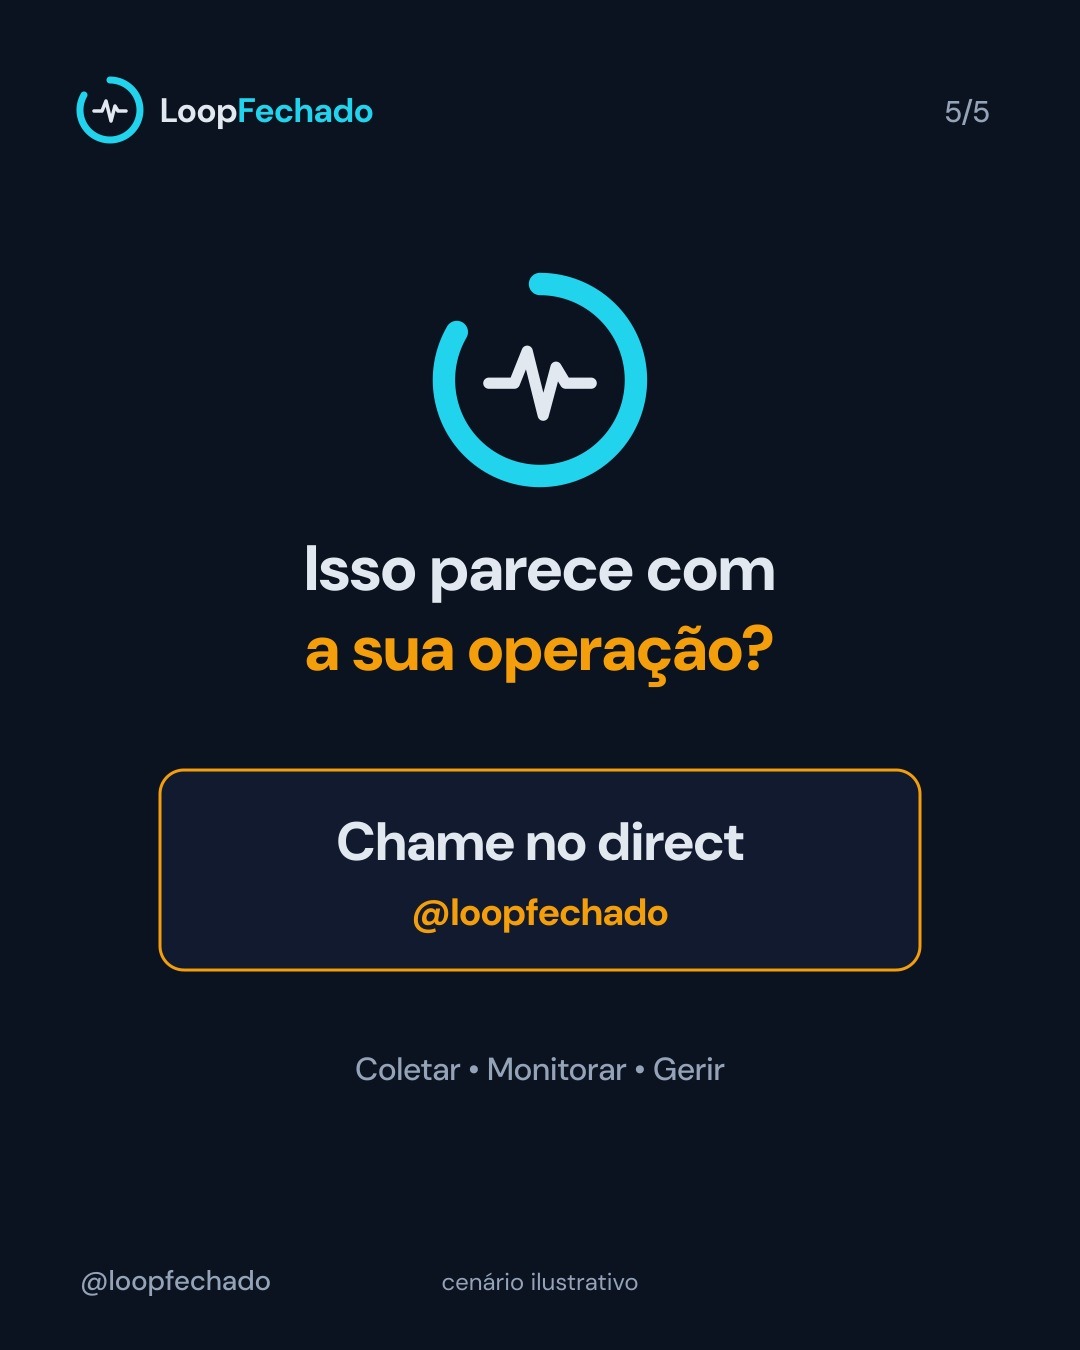 LoopFechado
5/5
Isso parece com
a sua operação?
Chame no direct
@loopfechado
Coletar • Monitorar • Gerir
@loopfechado
cenário ilustrativo